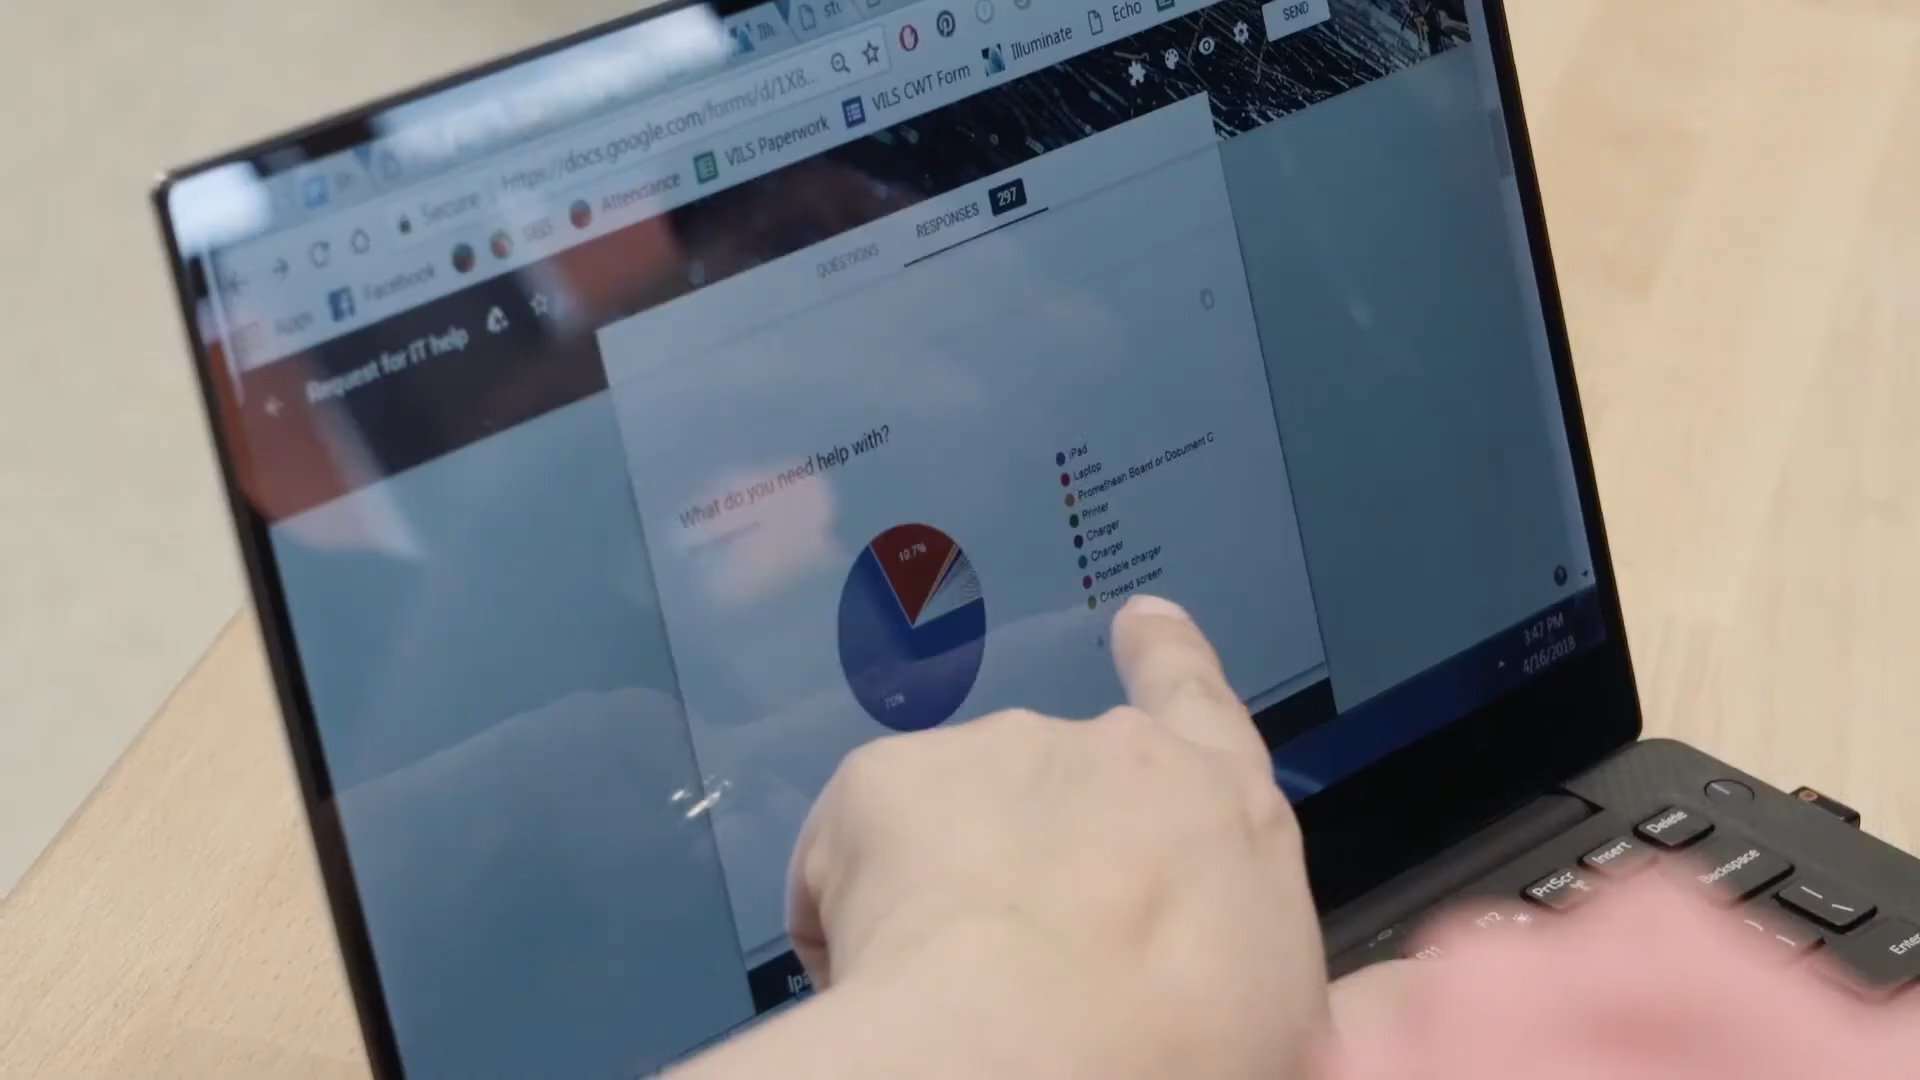 SEND
https://docs.google.com/forms/d/1X8...
Secure
Apps
Facebook
Attendance
VILS Paperwork
VILS CWT Form
Illuminate
Echo
Request for IT help
QUESTIONS
RESPONSES 297
What do you need help with?
10.7%
70%
iPad
Laptop
Promethean Board or Document C
Printer
Charger
Charger
Portable charger
Cracked screen
3:47 PM
4/16/2018
Delete
Insert
PrtScr
Backspace
F12
F11
Enter